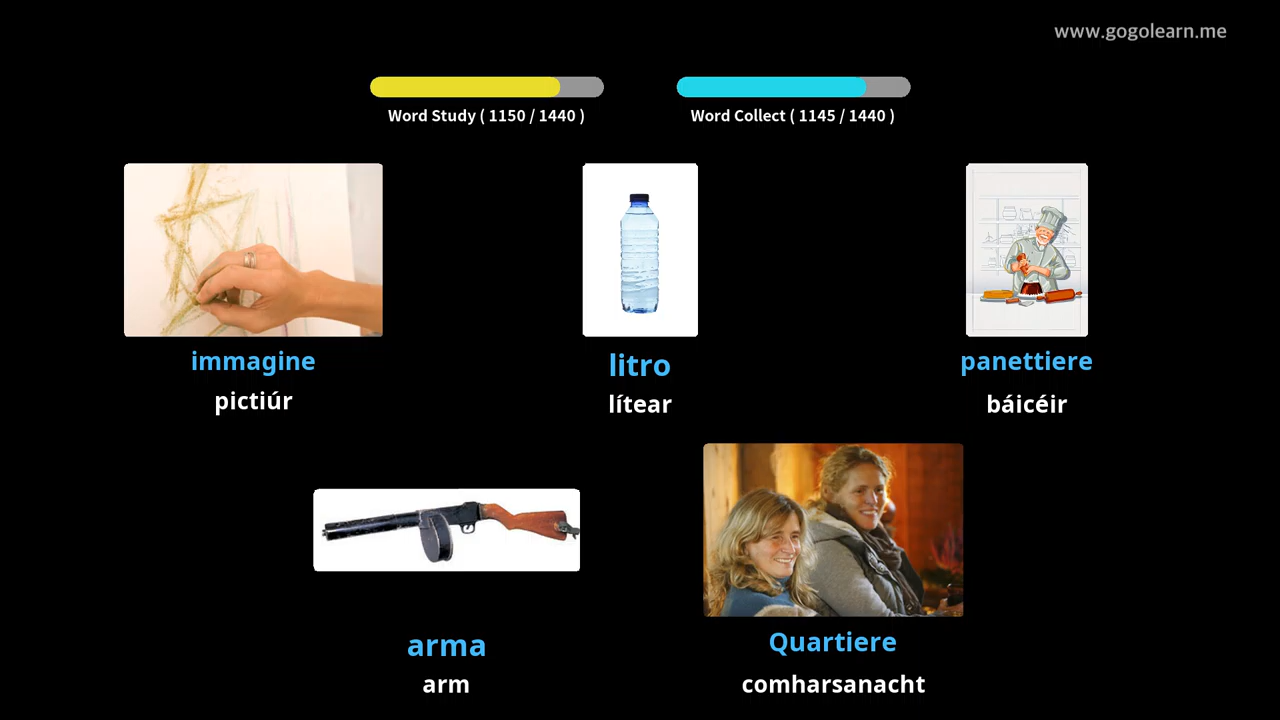 www.gogolearn.me
Word Study ( 1150 / 1440 )
Word Collect ( 1145 / 1440 )
immagine
pictiúr
litro
lítear
panettiere
báicéir
arma
arm
Quartiere
comharsanacht